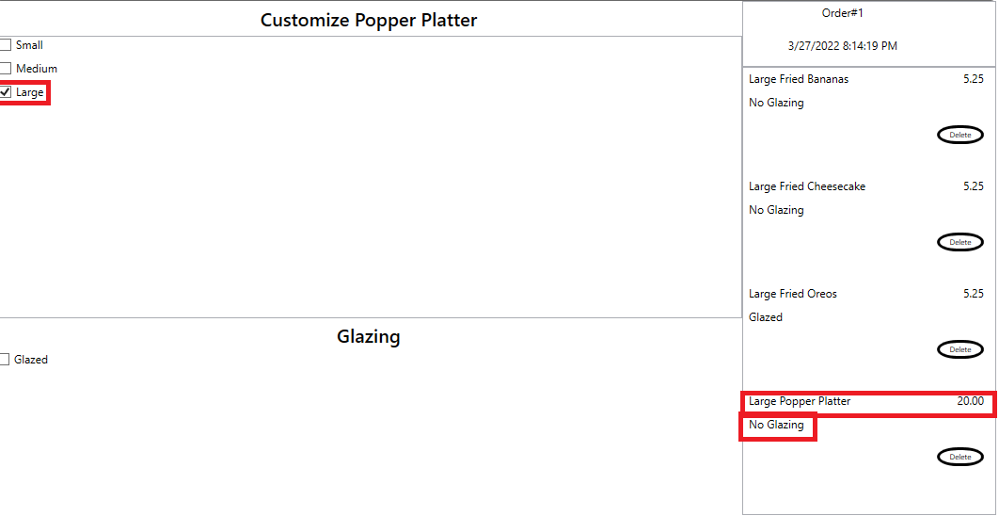 Customize Popper Platter
Small
Medium
Large
Glazing
Glazed
Order#1
3/27/2022 8:14:19 PM
Large Fried Bananas 5.25
No Glazing
Delete
Large Fried Cheesecake 5.25
No Glazing
Delete
Large Fried Oreos 5.25
Glazed
Delete
Large Popper Platter 20.00
No Glazing
Delete